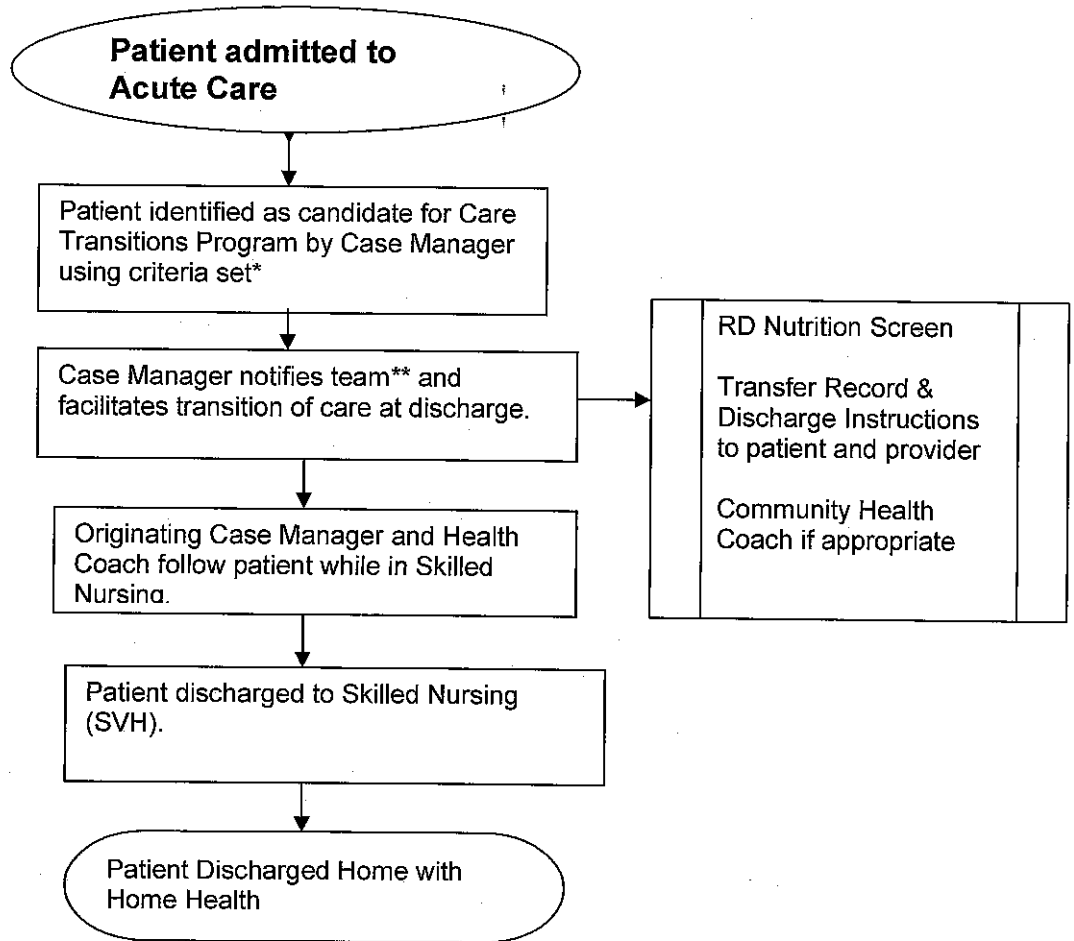 Patient admitted to
Acute Care
Patient identified as candidate for Care
Transitions Program by Case Manager
using criteria set*
Case Manager notifies team** and
facilitates transition of care at discharge.
RD Nutrition Screen
Transfer Record &
Discharge Instructions
to patient and provider
Community Health
Coach if appropriate
Originating Case Manager and Health
Coach follow patient while in Skilled
Nursing.
Patient discharged to Skilled Nursing
(SVH).
Patient Discharged Home with
Home Health